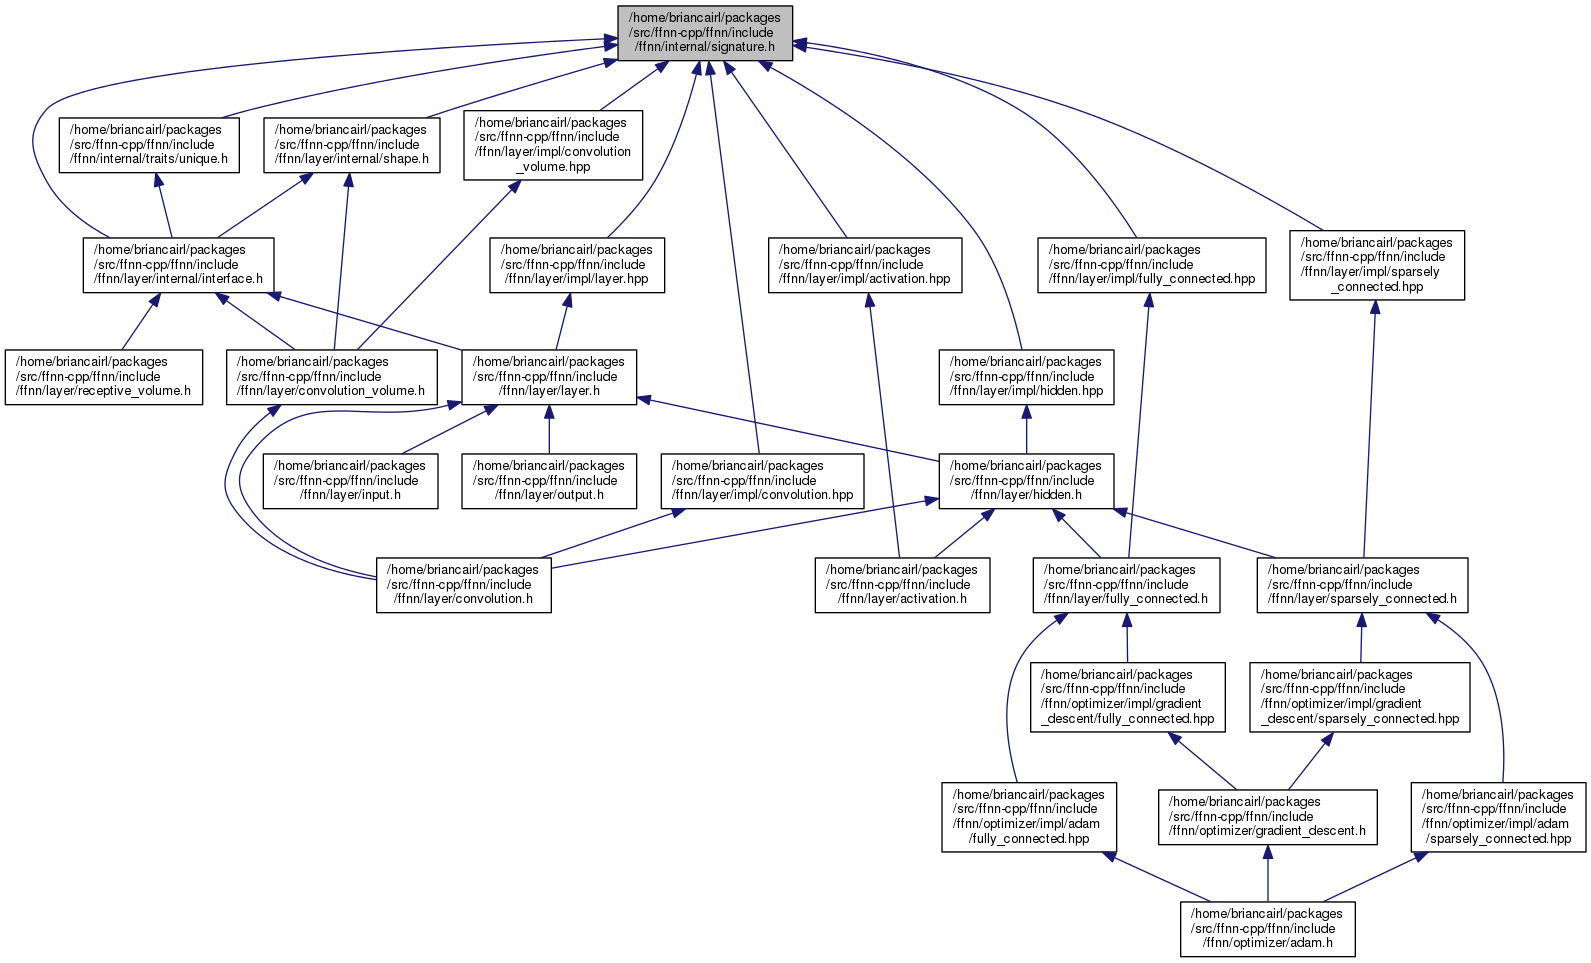 /home/briancairl/packages
/src/ffnn-cpp/ffnn/include
/ffnn/internal/signature.h
/home/briancairl/packages
/src/ffnn-cpp/ffnn/include
/ffnn/internal/traits/unique.h
/home/briancairl/packages
/src/ffnn-cpp/ffnn/include
/ffnn/layer/internal/shape.h
/home/briancairl/packages
/src/ffnn-cpp/ffnn/include
/ffnn/layer/impl/convolution
_volume.hpp
/home/briancairl/packages
/src/ffnn-cpp/ffnn/include
/ffnn/layer/internal/interface.h
/home/briancairl/packages
/src/ffnn-cpp/ffnn/include
/ffnn/layer/impl/layer.hpp
/home/briancairl/packages
/src/ffnn-cpp/ffnn/include
/ffnn/layer/impl/activation.hpp
/home/briancairl/packages
/src/ffnn-cpp/ffnn/include
/ffnn/layer/impl/fully_connected.hpp
/home/briancairl/packages
/src/ffnn-cpp/ffnn/include
/ffnn/layer/impl/sparsely
_connected.hpp
/home/briancairl/packages
/src/ffnn-cpp/ffnn/include
/ffnn/layer/receptive_volume.h
/home/briancairl/packages
/src/ffnn-cpp/ffnn/include
/ffnn/layer/convolution_volume.h
/home/briancairl/packages
/src/ffnn-cpp/ffnn/include
/ffnn/layer/layer.h
/home/briancairl/packages
/src/ffnn-cpp/ffnn/include
/ffnn/layer/impl/hidden.hpp
/home/briancairl/packages
/src/ffnn-cpp/ffnn/include
/ffnn/layer/input.h
/home/briancairl/packages
/src/ffnn-cpp/ffnn/include
/ffnn/layer/output.h
/home/briancairl/packages
/src/ffnn-cpp/ffnn/include
/ffnn/layer/impl/convolution.hpp
/home/briancairl/packages
/src/ffnn-cpp/ffnn/include
/ffnn/layer/hidden.h
/home/briancairl/packages
/src/ffnn-cpp/ffnn/include
/ffnn/layer/convolution.h
/home/briancairl/packages
/src/ffnn-cpp/ffnn/include
/ffnn/layer/activation.h
/home/briancairl/packages
/src/ffnn-cpp/ffnn/include
/ffnn/layer/fully_connected.h
/home/briancairl/packages
/src/ffnn-cpp/ffnn/include
/ffnn/layer/sparsely_connected.h
/home/briancairl/packages
/src/ffnn-cpp/ffnn/include
/ffnn/optimizer/impl/gradient
_descent/fully_connected.hpp
/home/briancairl/packages
/src/ffnn-cpp/ffnn/include
/ffnn/optimizer/impl/gradient
_descent/sparsely_connected.hpp
/home/briancairl/packages
/src/ffnn-cpp/ffnn/include
/ffnn/optimizer/impl/adam
/fully_connected.hpp
/home/briancairl/packages
/src/ffnn-cpp/ffnn/include
/ffnn/optimizer/gradient_descent.h
/home/briancairl/packages
/src/ffnn-cpp/ffnn/include
/ffnn/optimizer/impl/adam
/sparsely_connected.hpp
/home/briancairl/packages
/src/ffnn-cpp/ffnn/include
/ffnn/optimizer/adam.h